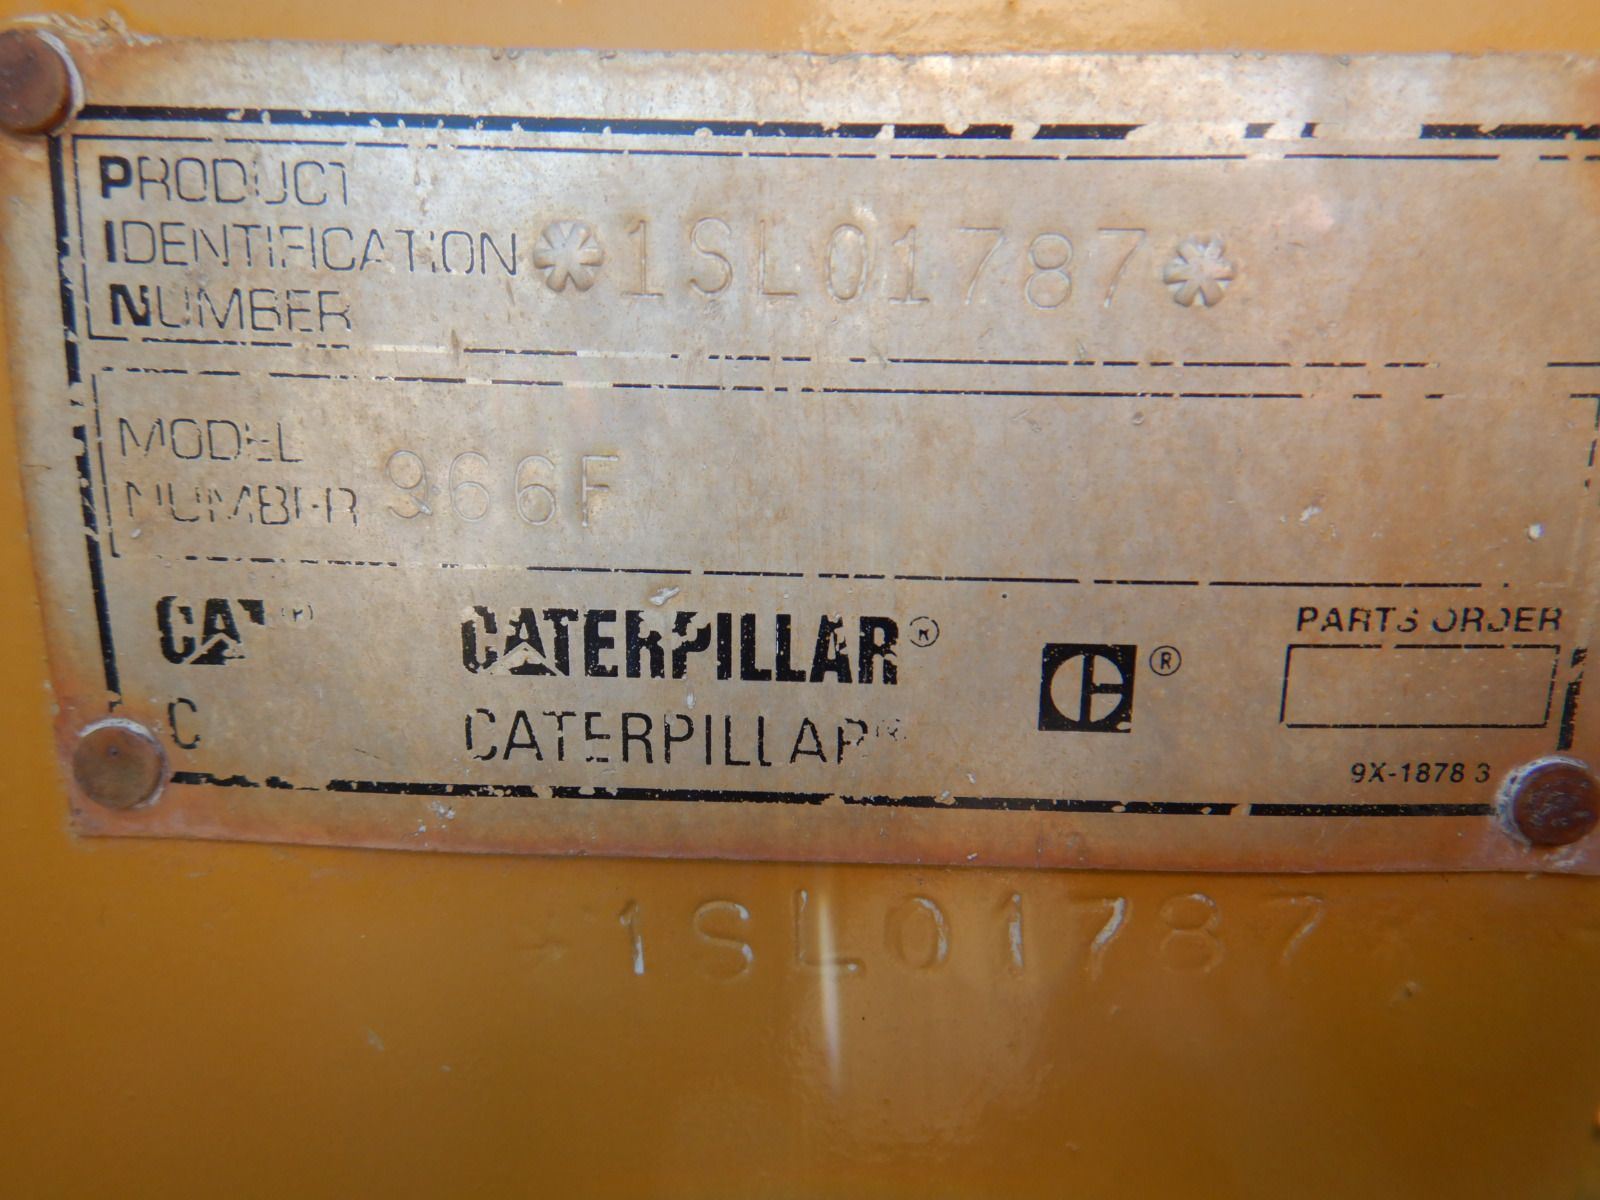 PRODUCT
IDENTIFICATION *1SL01787*
NUMBER
MODEL
NUMBER 966F
CAT® CATERPILLAR® C®
C CATERPILLAR®
PARTS ORDER
9X-1878 3
*1SL01787*